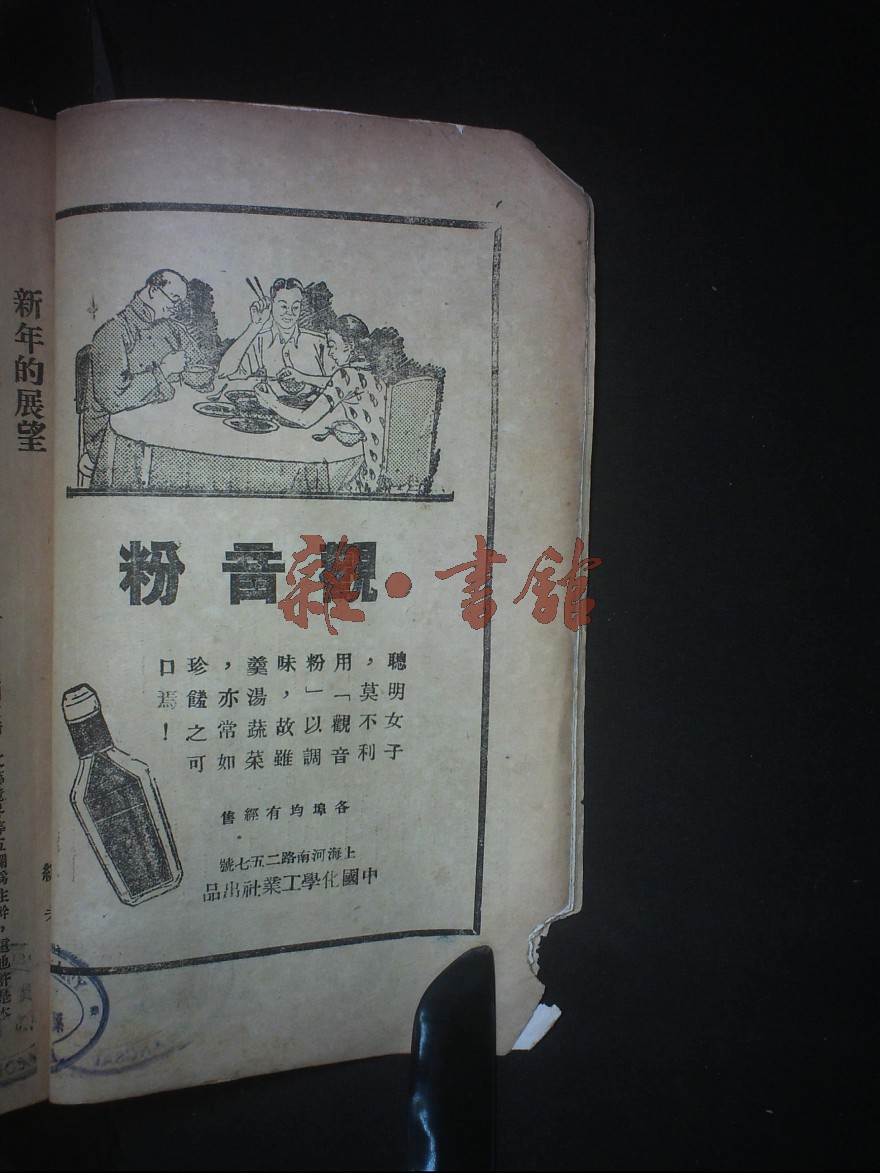 觀音粉
聰明女子
，莫不利
用「觀音
粉」以調
味，故雖
羹湯蔬菜
，亦常如
珍饈之可
口焉！
各埠均有經售
上海河南路二五七號
中國化學工業社出品
新年的展望
雜·書館